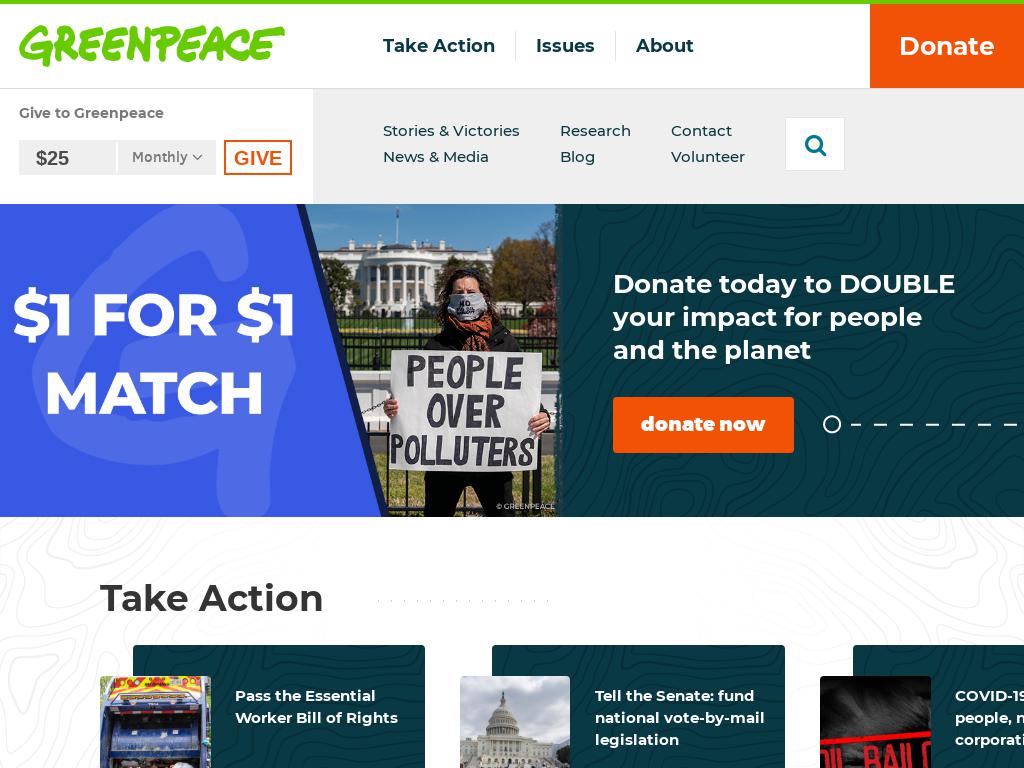 GREENPEACE
Take Action
Issues
About
Donate
Give to Greenpeace
$25
Monthly
GIVE
Stories & Victories
Research
Contact
News & Media
Blog
Volunteer
$1 FOR $1
MATCH
PEOPLE
OVER
POLLUTERS
© GREENPEACE
Donate today to DOUBLE
your impact for people
and the planet
donate now
Take Action
Pass the Essential
Worker Bill of Rights
Tell the Senate: fund
national vote-by-mail
legislation
COVID-19
people, n
corporati